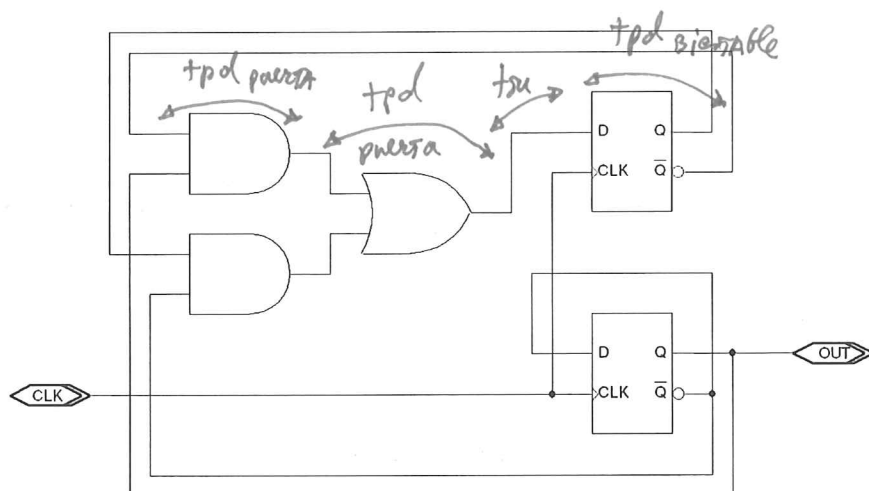 tpd BIESTABLE
tpd puERTA
tpd
puerta
tsu
D Q
CLK Q
D Q
CLK Q
OUT
CLK